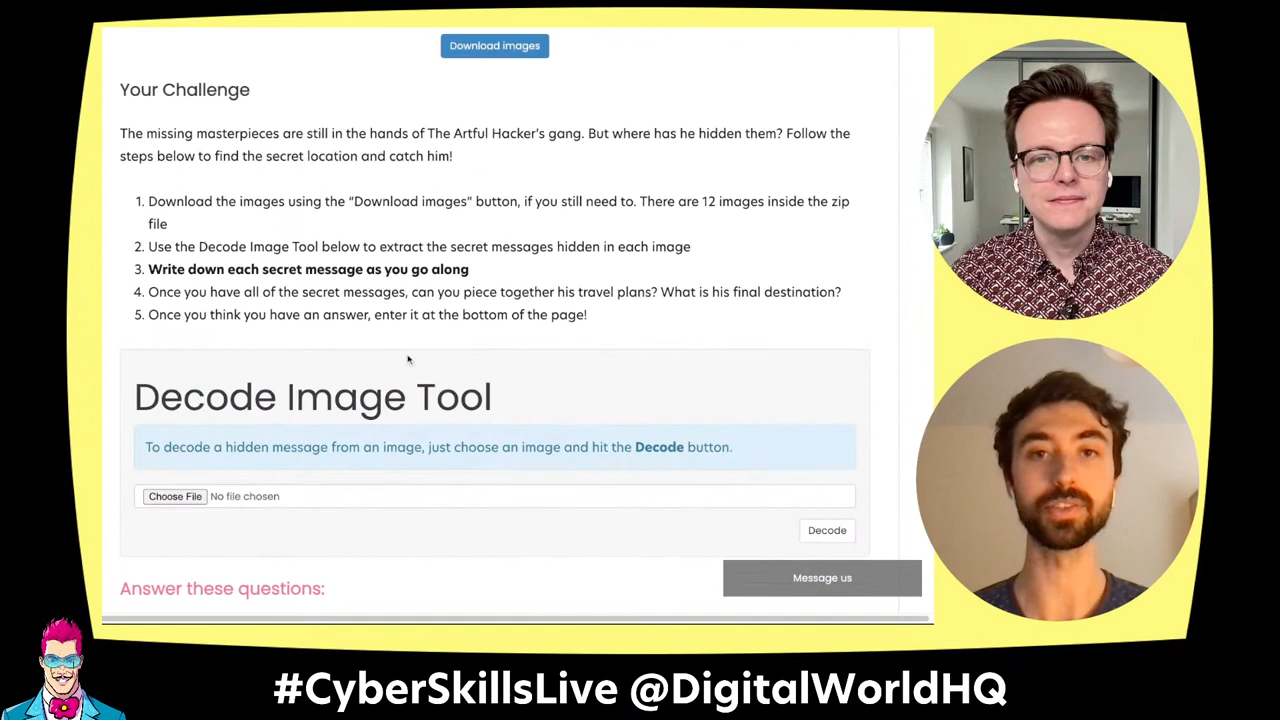 Download images
Your Challenge
The missing masterpieces are still in the hands of The Artful Hacker's gang. But where has he hidden them? Follow the
steps below to find the secret location and catch him!
1. Download the images using the “Download images” button, if you still need to. There are 12 images inside the zip
file
2. Use the Decode Image Tool below to extract the secret messages hidden in each image
3. Write down each secret message as you go along
4. Once you have all of the secret messages, can you piece together his travel plans? What is his final destination?
5. Once you think you have an answer, enter it at the bottom of the page!
Decode Image Tool
To decode a hidden message from an image, just choose an image and hit the Decode button.
Choose File No file chosen
Decode
Message us
Answer these questions:
#CyberSkillsLive @DigitalWorldHQ